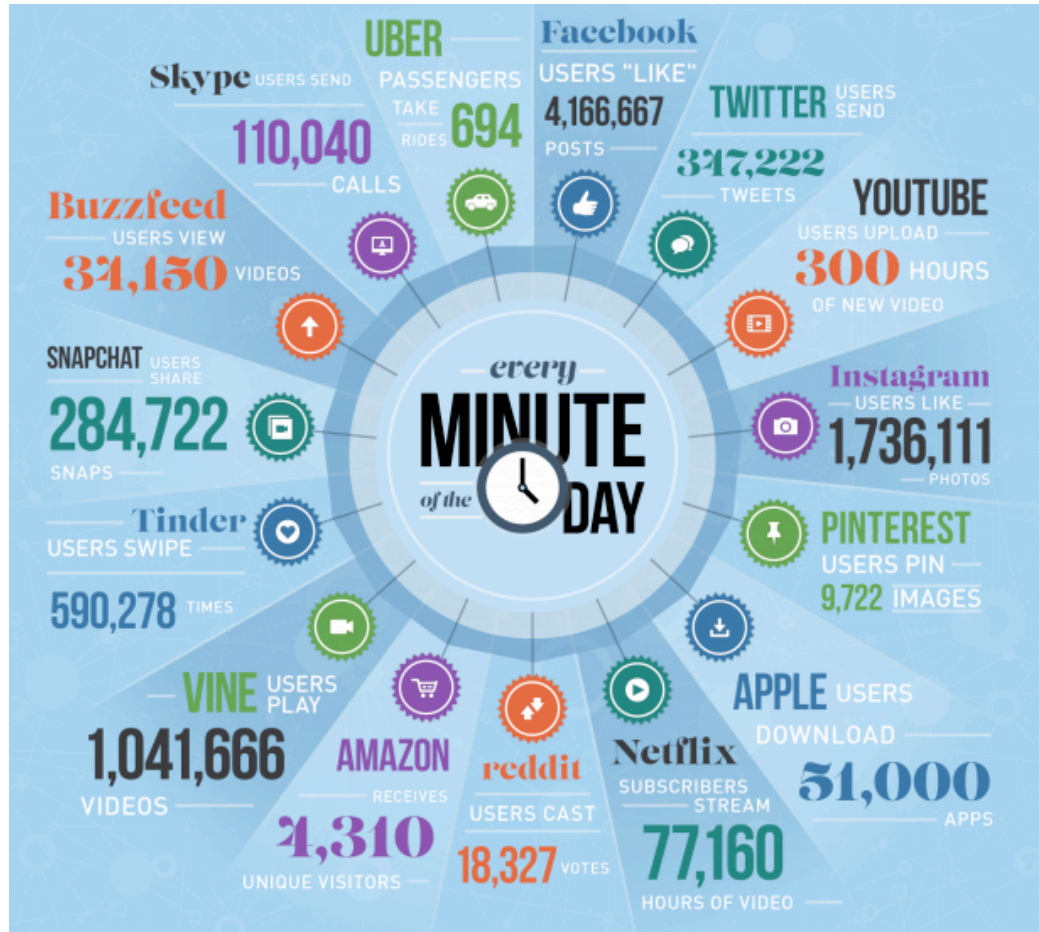 every
MINUTE
of the
DAY
Facebook
USERS "LIKE"
4,166,667
POSTS
TWITTER USERS SEND
347,222
TWEETS
YOUTUBE
USERS UPLOAD
300 HOURS
OF NEW VIDEO
Instagram
USERS LIKE
1,736,111
PHOTOS
PINTEREST
USERS PIN
9,722 IMAGES
APPLE USERS
DOWNLOAD
51,000
APPS
Netflix
SUBSCRIBERS
STREAM
77,160
HOURS OF VIDEO
reddit
USERS CAST
18,327 VOTES
AMAZON
RECEIVES
4,310
UNIQUE VISITORS
VINE USERS PLAY
1,041,666
VIDEOS
Tinder
USERS SWIPE
590,278 TIMES
SNAPCHAT USERS SHARE
284,722
SNAPS
Buzzfeed
USERS VIEW
34,150 VIDEOS
Skype USERS SEND
110,040
CALLS
UBER
PASSENGERS
TAKE
RIDES 694